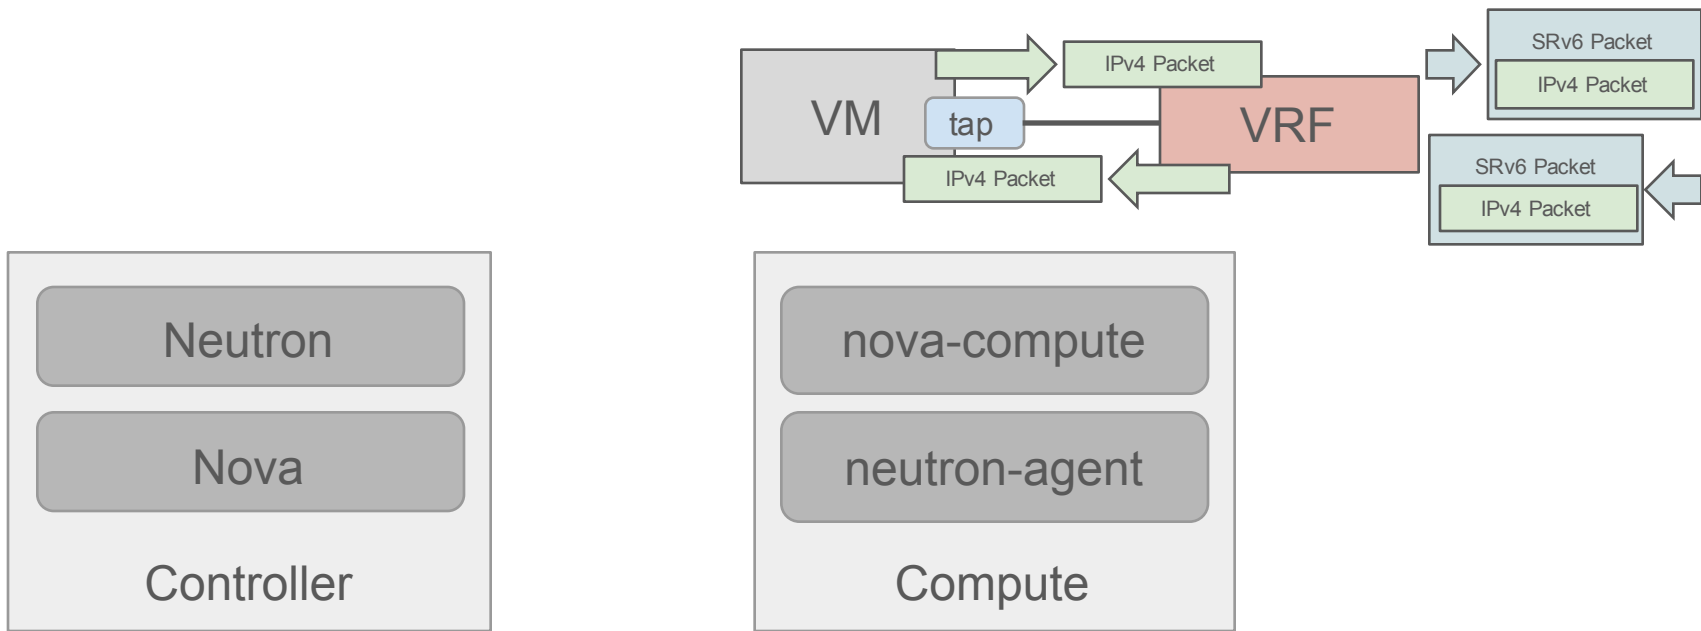 SRv6 Packet
IPv4 Packet
IPv4 Packet
VM
tap
VRF
IPv4 Packet
SRv6 Packet
IPv4 Packet
Neutron
Nova
Controller
nova-compute
neutron-agent
Compute